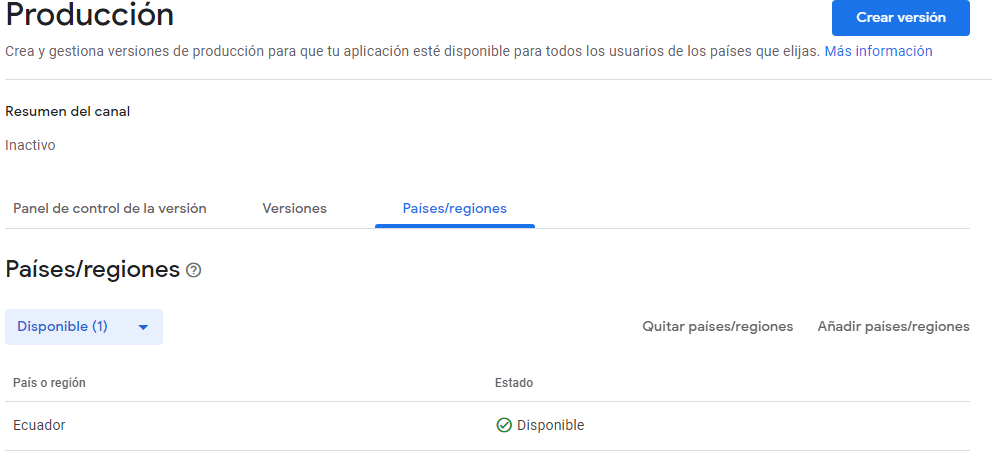 Producción
Crear versión
Crea y gestiona versiones de producción para que tu aplicación esté disponible para todos los usuarios de los países que elijas. Más información
Resumen del canal
Inactivo
Panel de control de la versión
Versiones
Países/regiones
Países/regiones
Disponible (1)
Quitar países/regiones
Añadir países/regiones
País o región
Estado
Ecuador
Disponible